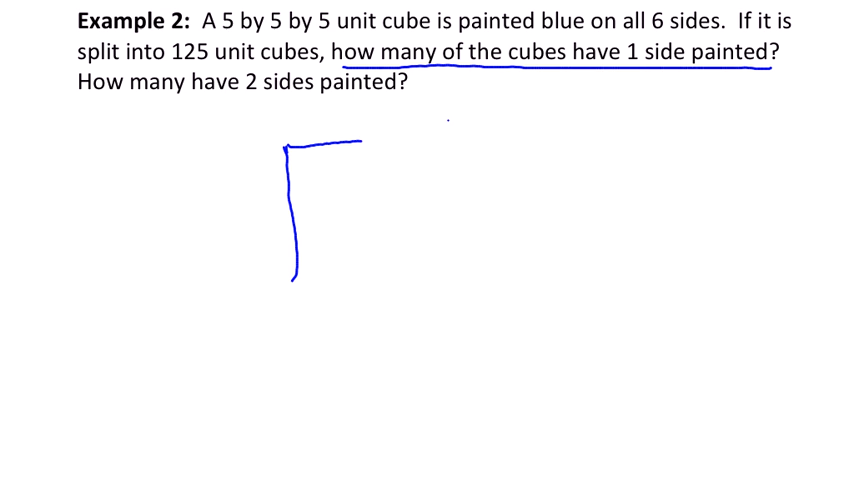 Example 2: A 5 by 5 by 5 unit cube is painted blue on all 6 sides. If it is
split into 125 unit cubes, how many of the cubes have 1 side painted?
How many have 2 sides painted?